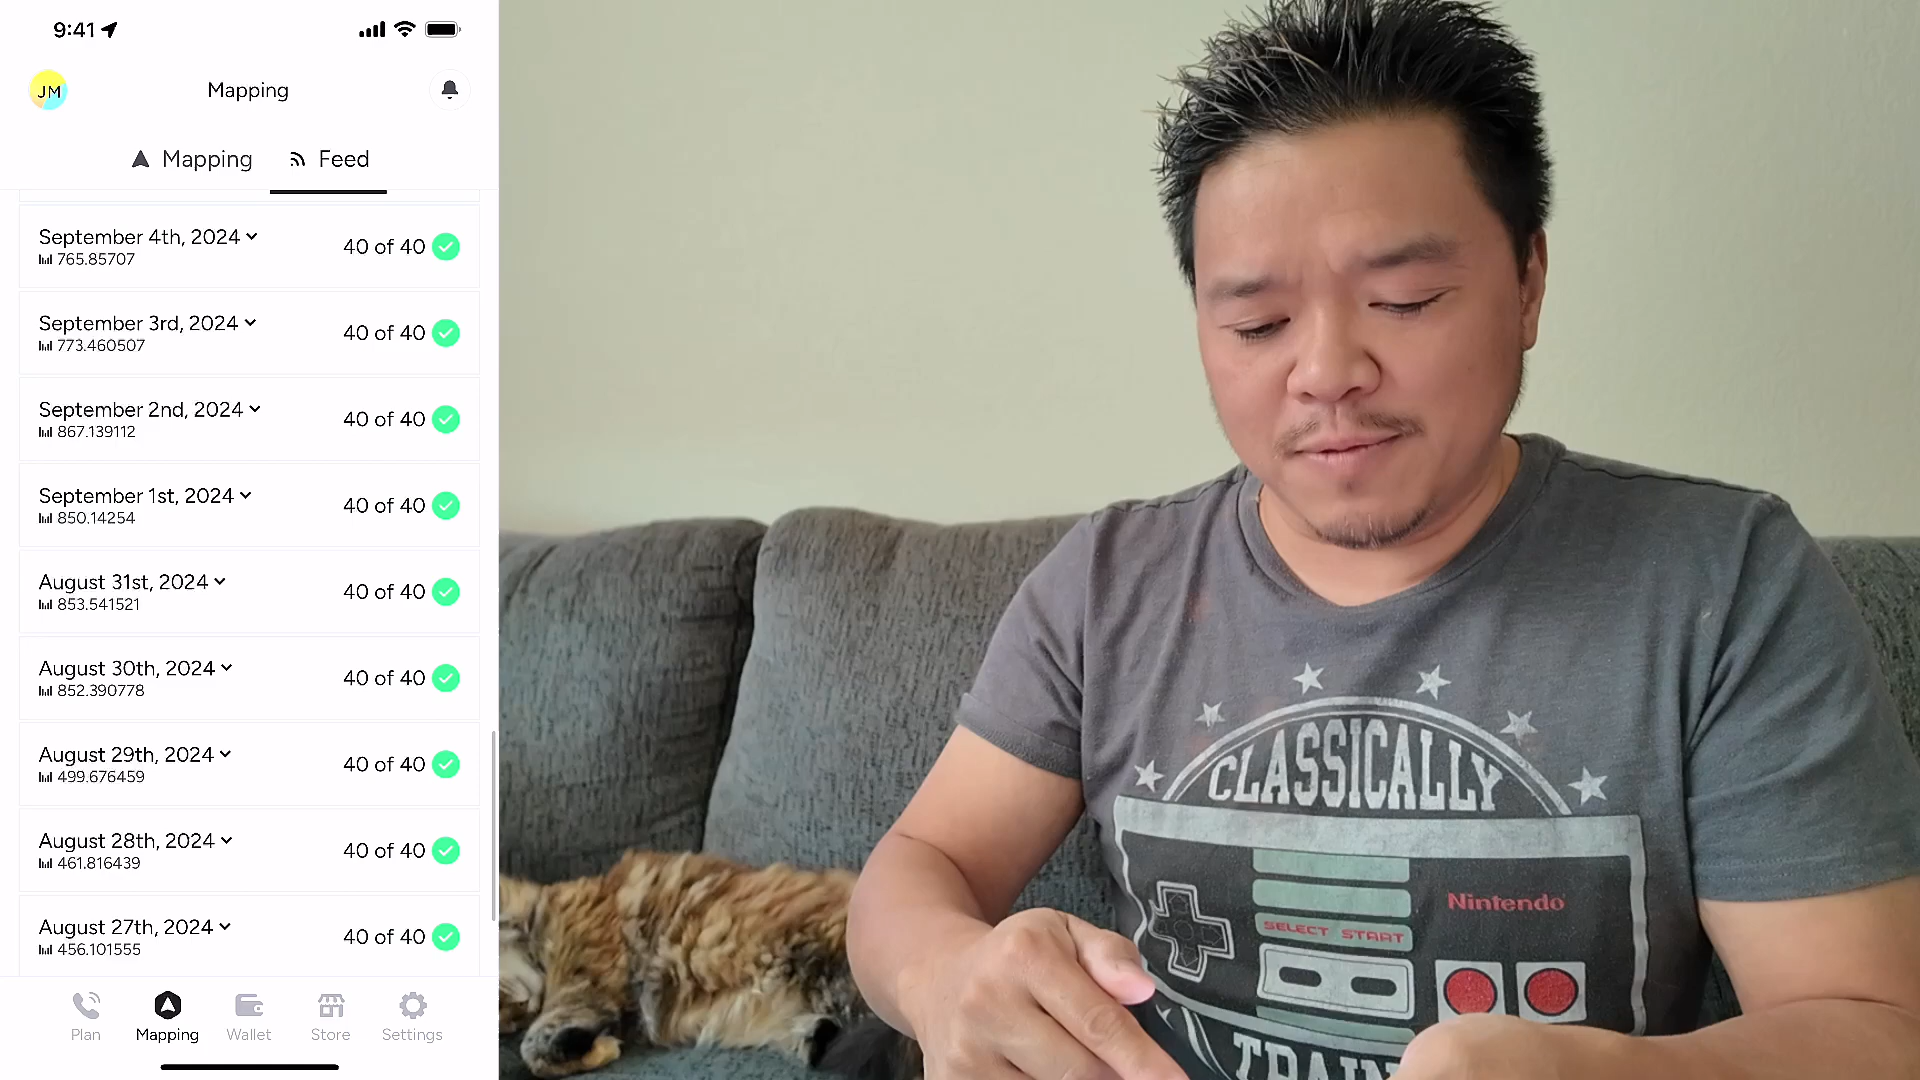 9:41
JM
Mapping
Mapping
Feed
September 4th, 2024
765.85707
40 of 40
September 3rd, 2024
773.460507
40 of 40
September 2nd, 2024
867.139112
40 of 40
September 1st, 2024
850.14254
40 of 40
August 31st, 2024
853.541521
40 of 40
August 30th, 2024
852.390778
40 of 40
August 29th, 2024
499.676459
40 of 40
August 28th, 2024
461.816439
40 of 40
August 27th, 2024
456.101555
40 of 40
Plan
Mapping
Wallet
Store
Settings
CLASSICALLY
Nintendo
SELECT START